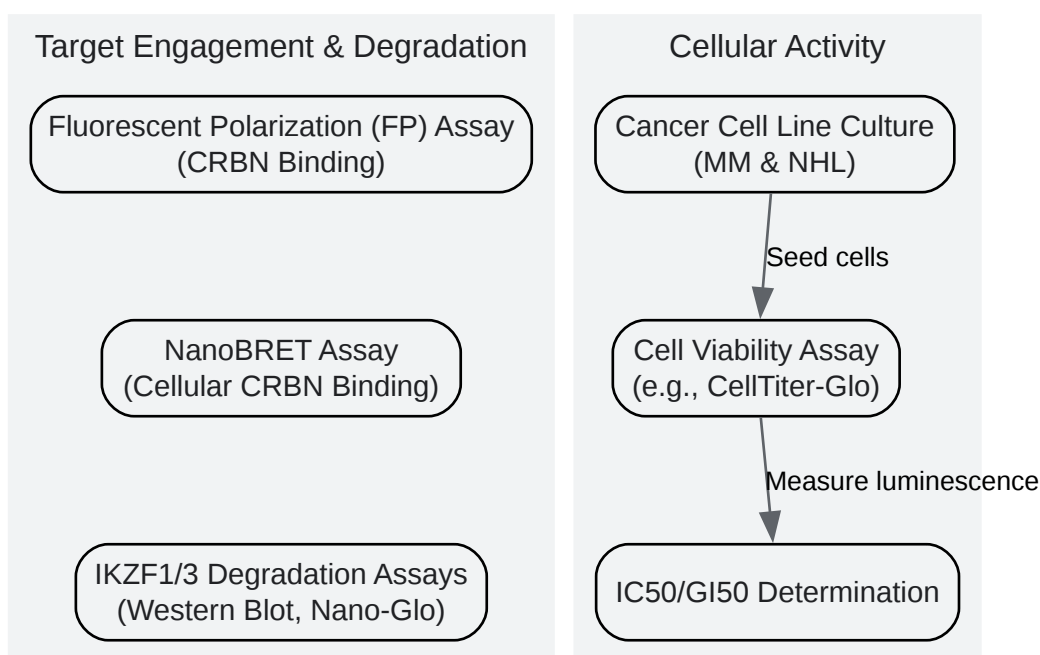 Target Engagement & Degradation
Fluorescent Polarization (FP) Assay
(CRBN Binding)
NanoBRET Assay
(Cellular CRBN Binding)
IKZF1/3 Degradation Assays
(Western Blot, Nano-Glo)
Cellular Activity
Cancer Cell Line Culture
(MM & NHL)
Seed cells
Cell Viability Assay
(e.g., CellTiter-Glo)
Measure luminescence
IC50/GI50 Determination